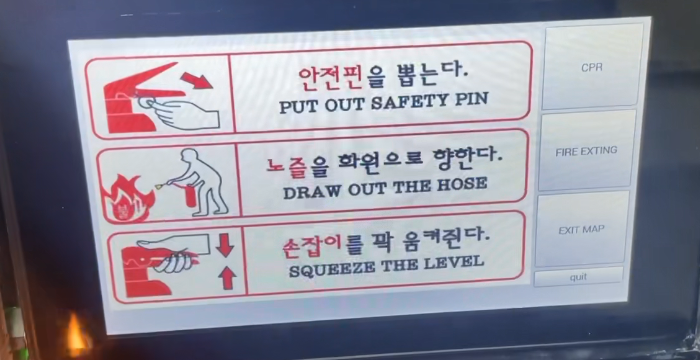 안전핀을 뽑는다.
PUT OUT SAFETY PIN
노즐을 화원으로 향한다.
DRAW OUT THE HOSE
손잡이를 꽉 움켜쥔다.
SQUEEZE THE LEVEL
CPR
FIRE EXTING
EXIT MAP
quit